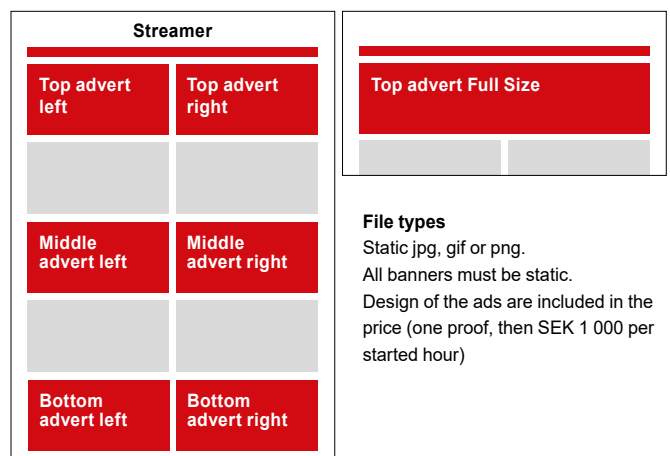 Streamer
Top advert
left
Top advert
right
Middle
advert left
Middle
advert right
Bottom
advert left
Bottom
advert right
Top advert Full Size
File types
Static jpg, gif or png.
All banners must be static.
Design of the ads are included in the
price (one proof, then SEK 1 000 per
started hour)